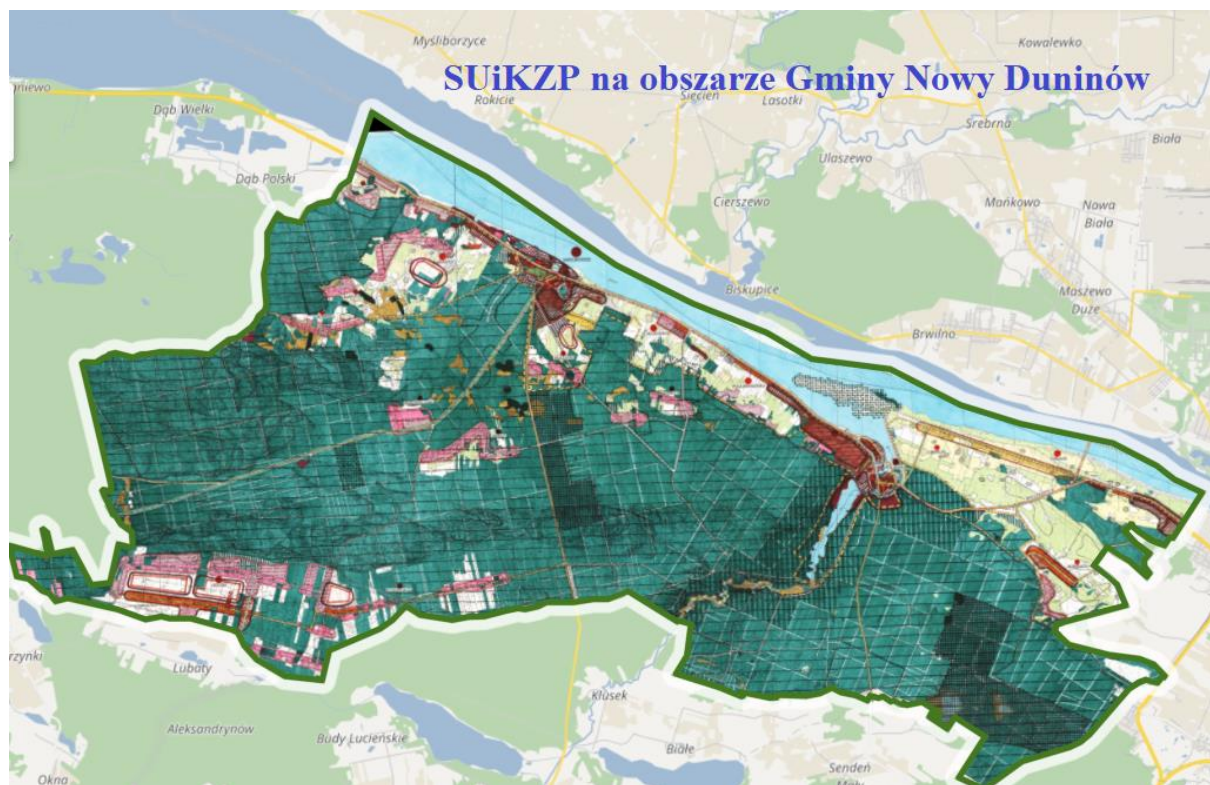 Myśliborzyce
Kowalewko
SUiKZP na obszarze Gminy Nowy Duninów
Dąb Wielki
Rokicie
Siecień
Lasotki
Srebrna
Biała
Ulaszewo
Dąb Polski
Cierszewo
Mańkowo
Nowa
Biała
Biskupice
Maszewo
Duże
Brwilno
Lubaty
Kłusek
Aleksandrynów
Budy Lucieńskie
Białe
Sendeń
Okna